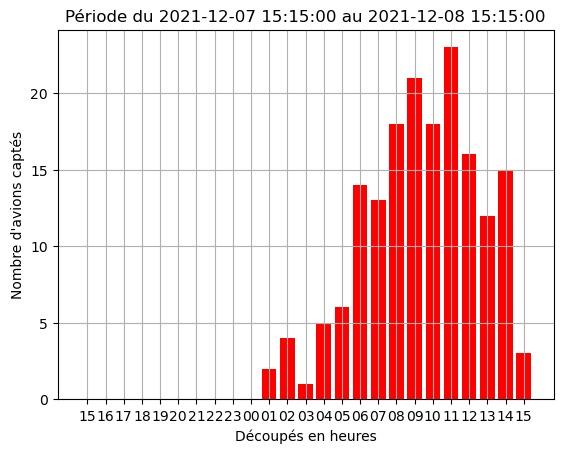 Période du 2021-12-07 15:15:00 au 2021-12-08 15:15:00
Nombre d'avions captés
20
15
10
5
0
15 16 17 18 19 20 21 22 23 00 01 02 03 04 05 06 07 08 09 10 11 12 13 14 15
Découpés en heures